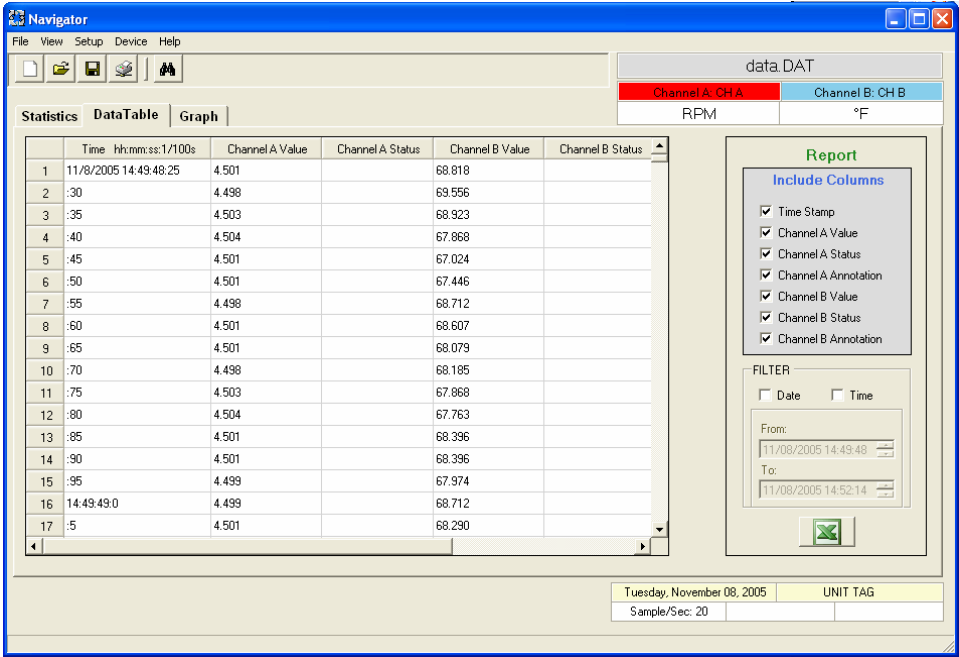 Navigator
File View Setup Device Help
data.DAT
Channel A: CH A Channel B: CH B
RPM °F
Statistics DataTable Graph
Time hh:mm:ss:1/100s Channel A Value Channel A Status Channel B Value Channel B Status
1 11/8/2005 14:49:48:25 4.501 68.818
2 :30 4.498 69.556
3 :35 4.503 68.923
4 :40 4.504 67.868
5 :45 4.501 67.024
6 :50 4.501 67.446
7 :55 4.498 68.712
8 :60 4.501 68.607
9 :65 4.501 68.079
10 :70 4.498 68.185
11 :75 4.503 67.868
12 :80 4.504 67.763
13 :85 4.501 68.396
14 :90 4.501 68.396
15 :95 4.499 67.974
16 14:49:49:0 4.499 68.712
17 :5 4.501 68.290
Report
Include Columns
Time Stamp
Channel A Value
Channel A Status
Channel A Annotation
Channel B Value
Channel B Status
Channel B Annotation
FILTER
Date Time
From:
11/08/2005 14:49:48
To:
11/08/2005 14:52:14
Tuesday, November 08, 2005 UNIT TAG
Sample/Sec: 20